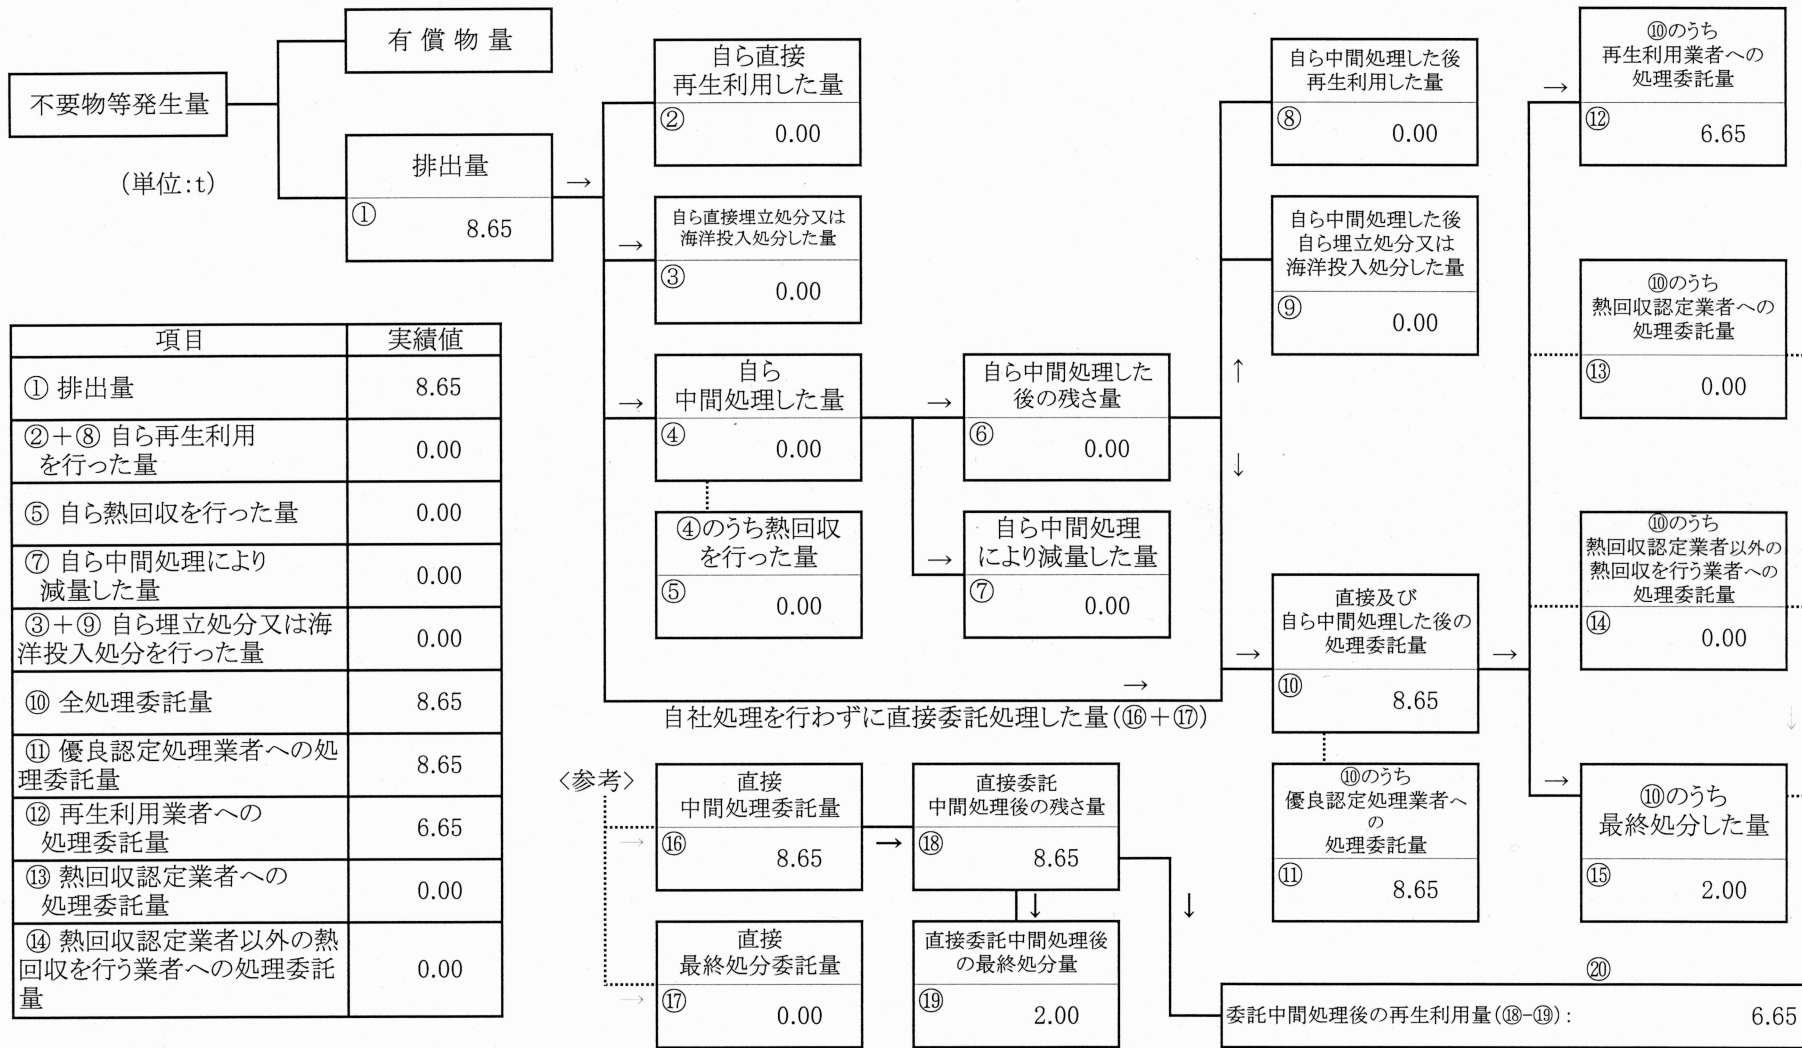 有 償 物 量
不要物等発生量
(単位:t)
排出量
①
8.65
→
自ら直接
再生利用した量
②
0.00
→
自ら直接埋立処分又は
海洋投入処分した量
③
0.00
→
自ら
中間処理した量
④
0.00
④のうち熱回収
を行った量
⑤
0.00
→
自ら中間処理した
後の残さ量
⑥
0.00
→
自ら中間処理
により減量した量
⑦
0.00
↑
↓
自ら中間処理した後
再生利用した量
⑧
0.00
自ら中間処理した後
自ら埋立処分又は
海洋投入処分した量
⑨
0.00
→
自社処理を行わずに直接委託処理した量(⑯+⑰)
→
直接及び
自ら中間処理した後の
処理委託量
⑩
8.65
→
⑩のうち
優良認定処理業者へ
の
処理委託量
⑪
8.65
→
⑩のうち
再生利用業者への
処理委託量
⑫
6.65
⑩のうち
熱回収認定業者への
処理委託量
⑬
0.00
⑩のうち
熱回収認定業者以外の
熱回収を行う業者への
処理委託量
⑭
0.00
↓
→
⑩のうち
最終処分した量
⑮
2.00
項目 実績値
① 排出量 8.65
②+⑧ 自ら再生利用
を行った量 0.00
⑤ 自ら熱回収を行った量 0.00
⑦ 自ら中間処理により
減量した量 0.00
③+⑨ 自ら埋立処分又は海
洋投入処分を行った量 0.00
⑩ 全処理委託量 8.65
⑪ 優良認定処理業者への処
理委託量 8.65
⑫ 再生利用業者への
処理委託量 6.65
⑬ 熱回収認定業者への
処理委託量 0.00
⑭ 熱回収認定業者以外の熱
回収を行う業者への処理委託
量 0.00
〈参考〉
→
直接
中間処理委託量
⑯
8.65
→
直接委託
中間処理後の残さ量
⑱
8.65
→
直接
最終処分委託量
⑰
0.00
↓
直接委託中間処理後
の最終処分量
⑲
2.00
↓
⑳
委託中間処理後の再生利用量(⑱-⑲): 6.65